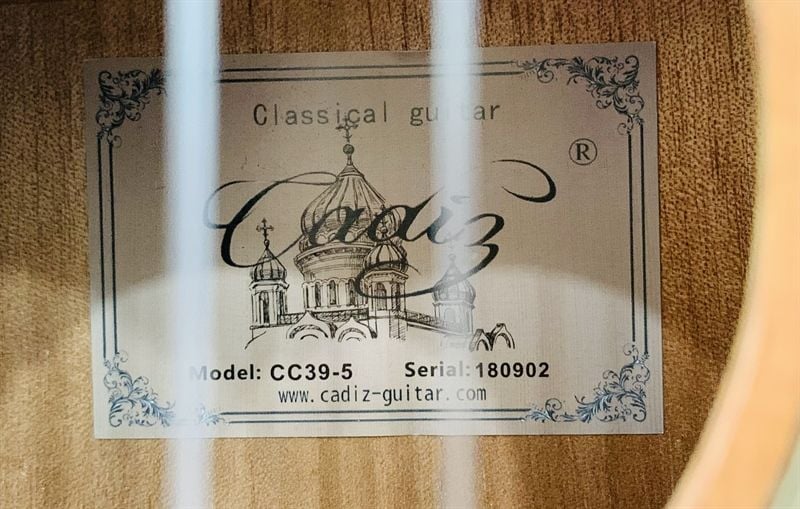 Classical guitar
Cadiz ®
Model: CC39-5 Serial: 180902
www.cadiz-guitar.com